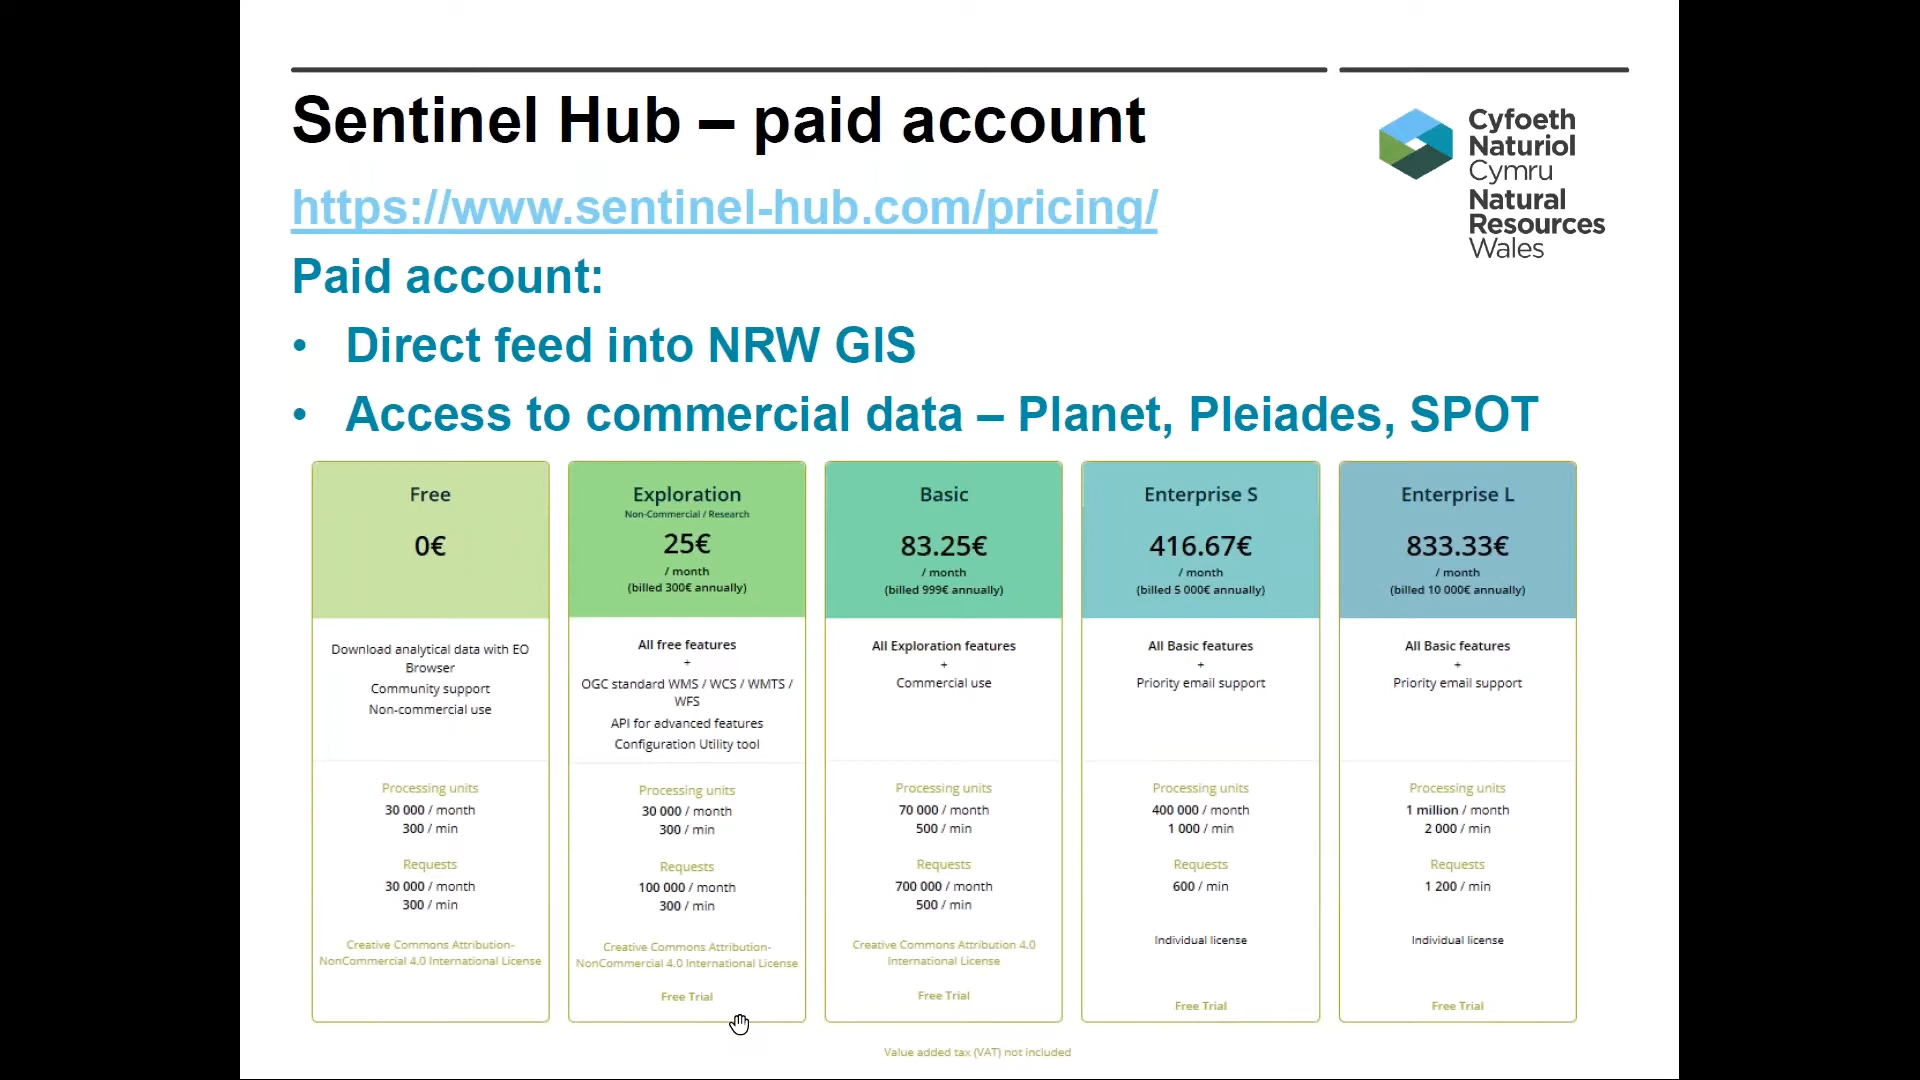 Sentinel Hub – paid account
Cyfoeth
Naturiol
Cymru
Natural
Resources
Wales
https://www.sentinel-hub.com/pricing/
Paid account:
• Direct feed into NRW GIS
• Access to commercial data – Planet, Pleiades, SPOT
Free
0€
Download analytical data with EO
Browser
Community support
Non-commercial use
Processing units
30 000 / month
300 / min
Requests
30 000 / month
300 / min
Creative Commons Attribution-
NonCommercial 4.0 International License
Exploration
Non-Commercial / Research
25€
/ month
(billed 300€ annually)
All free features
+
OGC standard WMS / WCS / WMTS /
WFS
API for advanced features
Configuration Utility tool
Processing units
30 000 / month
300 / min
Requests
100 000 / month
300 / min
Creative Commons Attribution-
NonCommercial 4.0 International License
Free Trial
Basic
83.25€
/ month
(billed 999€ annually)
All Exploration features
+
Commercial use
Processing units
70 000 / month
500 / min
Requests
700 000 / month
500 / min
Creative Commons Attribution 4.0
International License
Free Trial
Enterprise S
416.67€
/ month
(billed 5 000€ annually)
All Basic features
+
Priority email support
Processing units
400 000 / month
1 000 / min
Requests
600 / min
Individual license
Free Trial
Enterprise L
833.33€
/ month
(billed 10 000€ annually)
All Basic features
+
Priority email support
Processing units
1 million / month
2 000 / min
Requests
1 200 / min
Individual license
Free Trial
Value added tax (VAT) not included